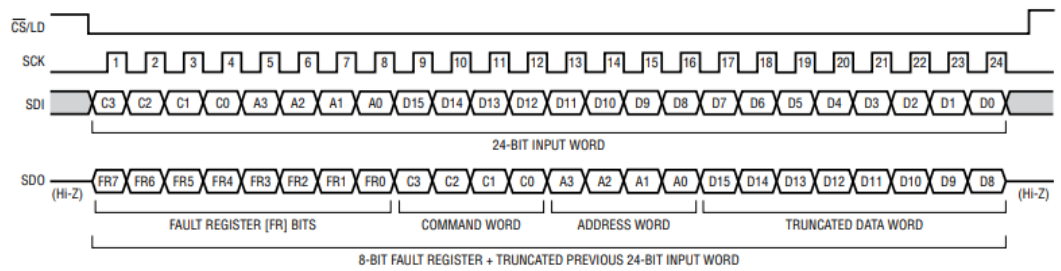 CS/LD
SCK 1 2 3 4 5 6 7 8 9 10 11 12 13 14 15 16 17 18 19 20 21 22 23 24
SDI C3 C2 C1 C0 A3 A2 A1 A0 D15 D14 D13 D12 D11 D10 D9 D8 D7 D6 D5 D4 D3 D2 D1 D0
24-BIT INPUT WORD
SDO FR7 FR6 FR5 FR4 FR3 FR2 FR1 FR0 C3 C2 C1 C0 A3 A2 A1 A0 D15 D14 D13 D12 D11 D10 D9 D8
(Hi-Z) (Hi-Z)
FAULT REGISTER [FR] BITS COMMAND WORD ADDRESS WORD TRUNCATED DATA WORD
8-BIT FAULT REGISTER + TRUNCATED PREVIOUS 24-BIT INPUT WORD